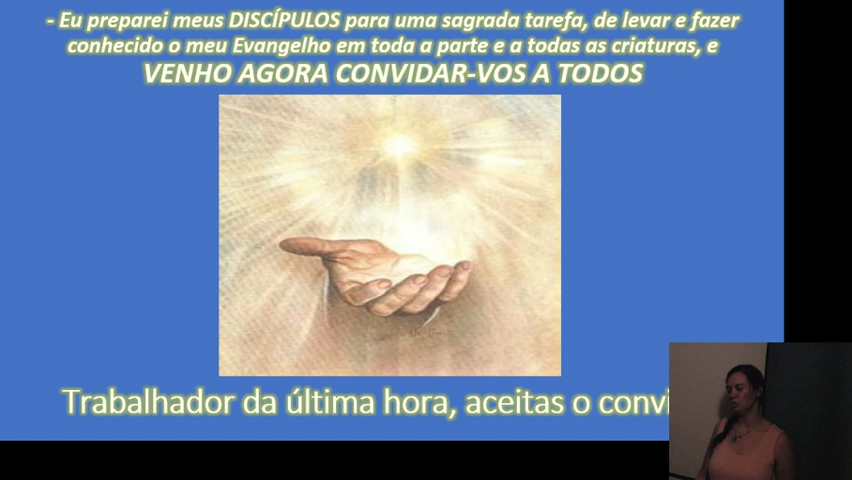 - Eu preparei meus DISCÍPULOS para uma sagrada tarefa, de levar e fazer
conhecido o meu Evangelho em toda a parte e a todas as criaturas, e
VENHO AGORA CONVIDAR-VOS A TODOS
Trabalhador da última hora, aceitas o convi